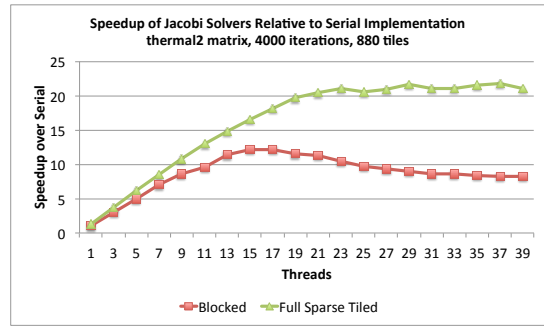 Speedup of Jacobi Solvers Relative to Serial Implementation
thermal2 matrix, 4000 iterations, 880 tiles
Speedup over Serial
25
20
15
10
5
0
1 3 5 7 9 11 13 15 17 19 21 23 25 27 29 31 33 35 37 39
Threads
Blocked Full Sparse Tiled